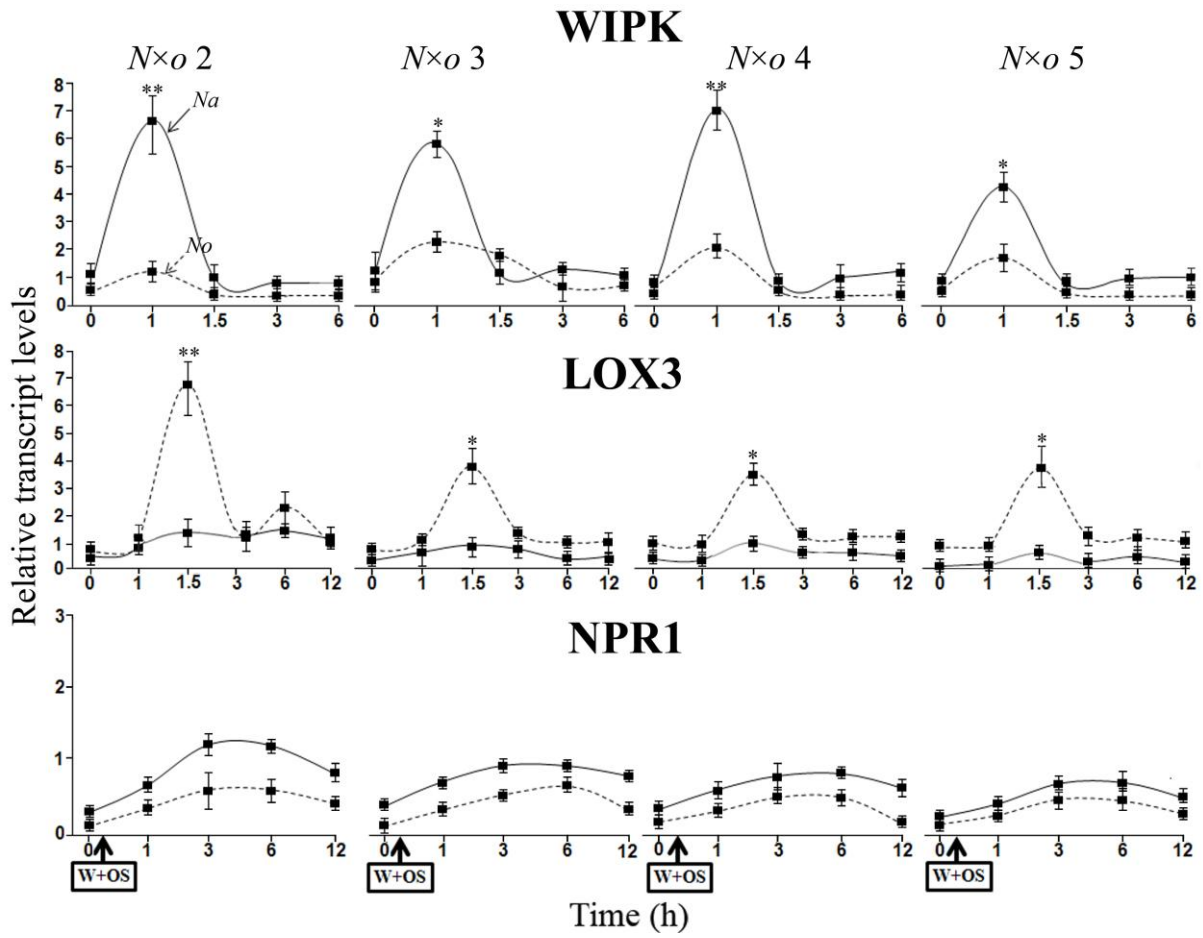 WIPK
N×o 2 N×o 3 N×o 4 N×o 5
8 7 6 5 4 3 2 1 0
** Na No
*
**
*
0 1 1.5 3 6
0 1 1.5 3 6
0 1 1.5 3 6
0 1 1.5 3 6
Relative transcript levels
LOX3
8 7 6 5 4 3 2 1 0
**
*
*
*
0 1 1.5 3 6 12
0 1 1.5 3 6 12
0 1 1.5 3 6 12
0 1 1.5 3 6 12
NPR1
3 2 1 0
0 1 3 6 12
0 1 3 6 12
0 1 3 6 12
0 1 3 6 12
W+OS W+OS W+OS W+OS
Time (h)